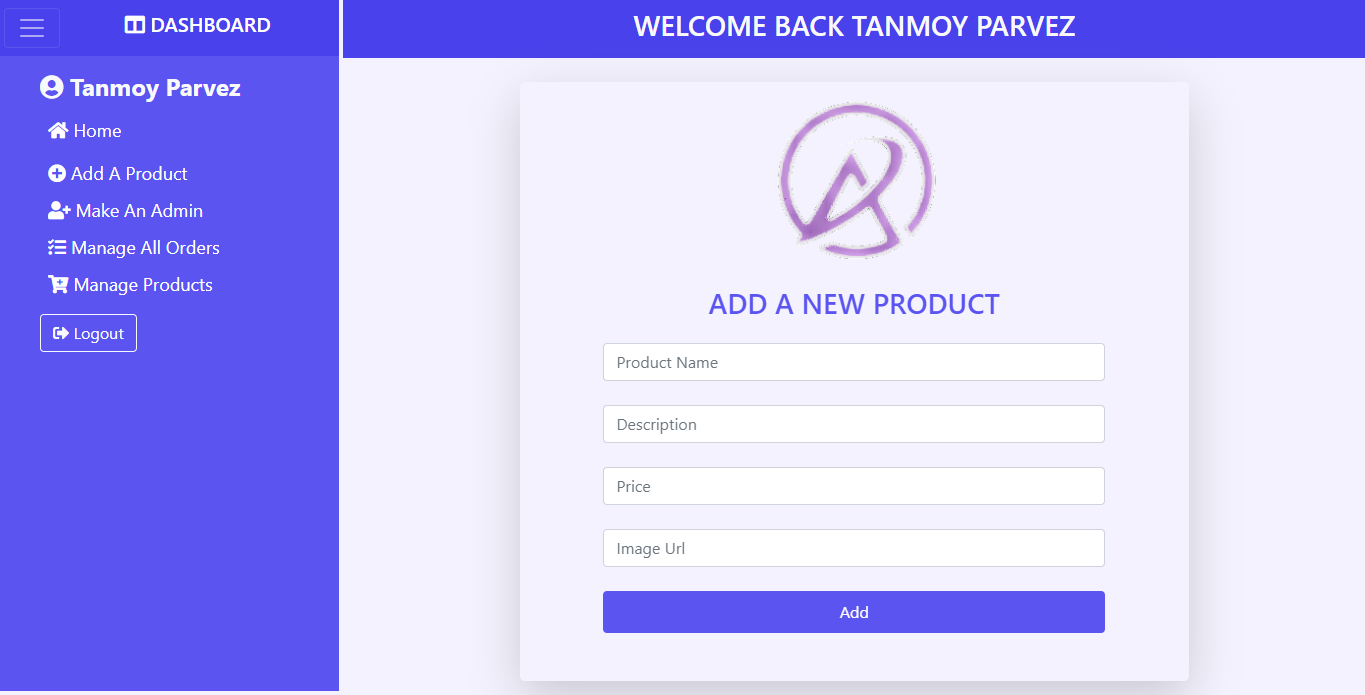 DASHBOARD
WELCOME BACK TANMOY PARVEZ
Tanmoy Parvez
Home
Add A Product
Make An Admin
Manage All Orders
Manage Products
Logout
ADD A NEW PRODUCT
Product Name
Description
Price
Image Url
Add